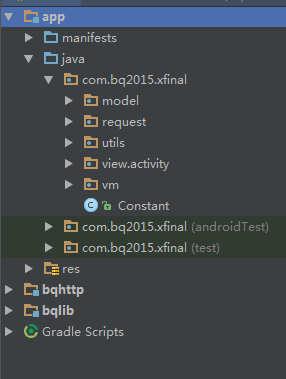 app
manifests
java
com.bq2015.xfinal
model
request
utils
view.activity
vm
C Constant
com.bq2015.xfinal (androidTest)
com.bq2015.xfinal (test)
res
bqhttp
bqlib
Gradle Scripts